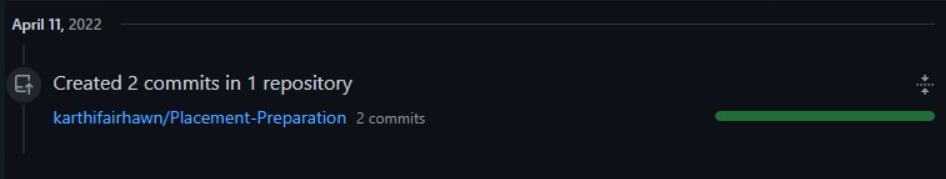 April 11, 2022
Created 2 commits in 1 repository
karthifairhawn/Placement-Preparation 2 commits